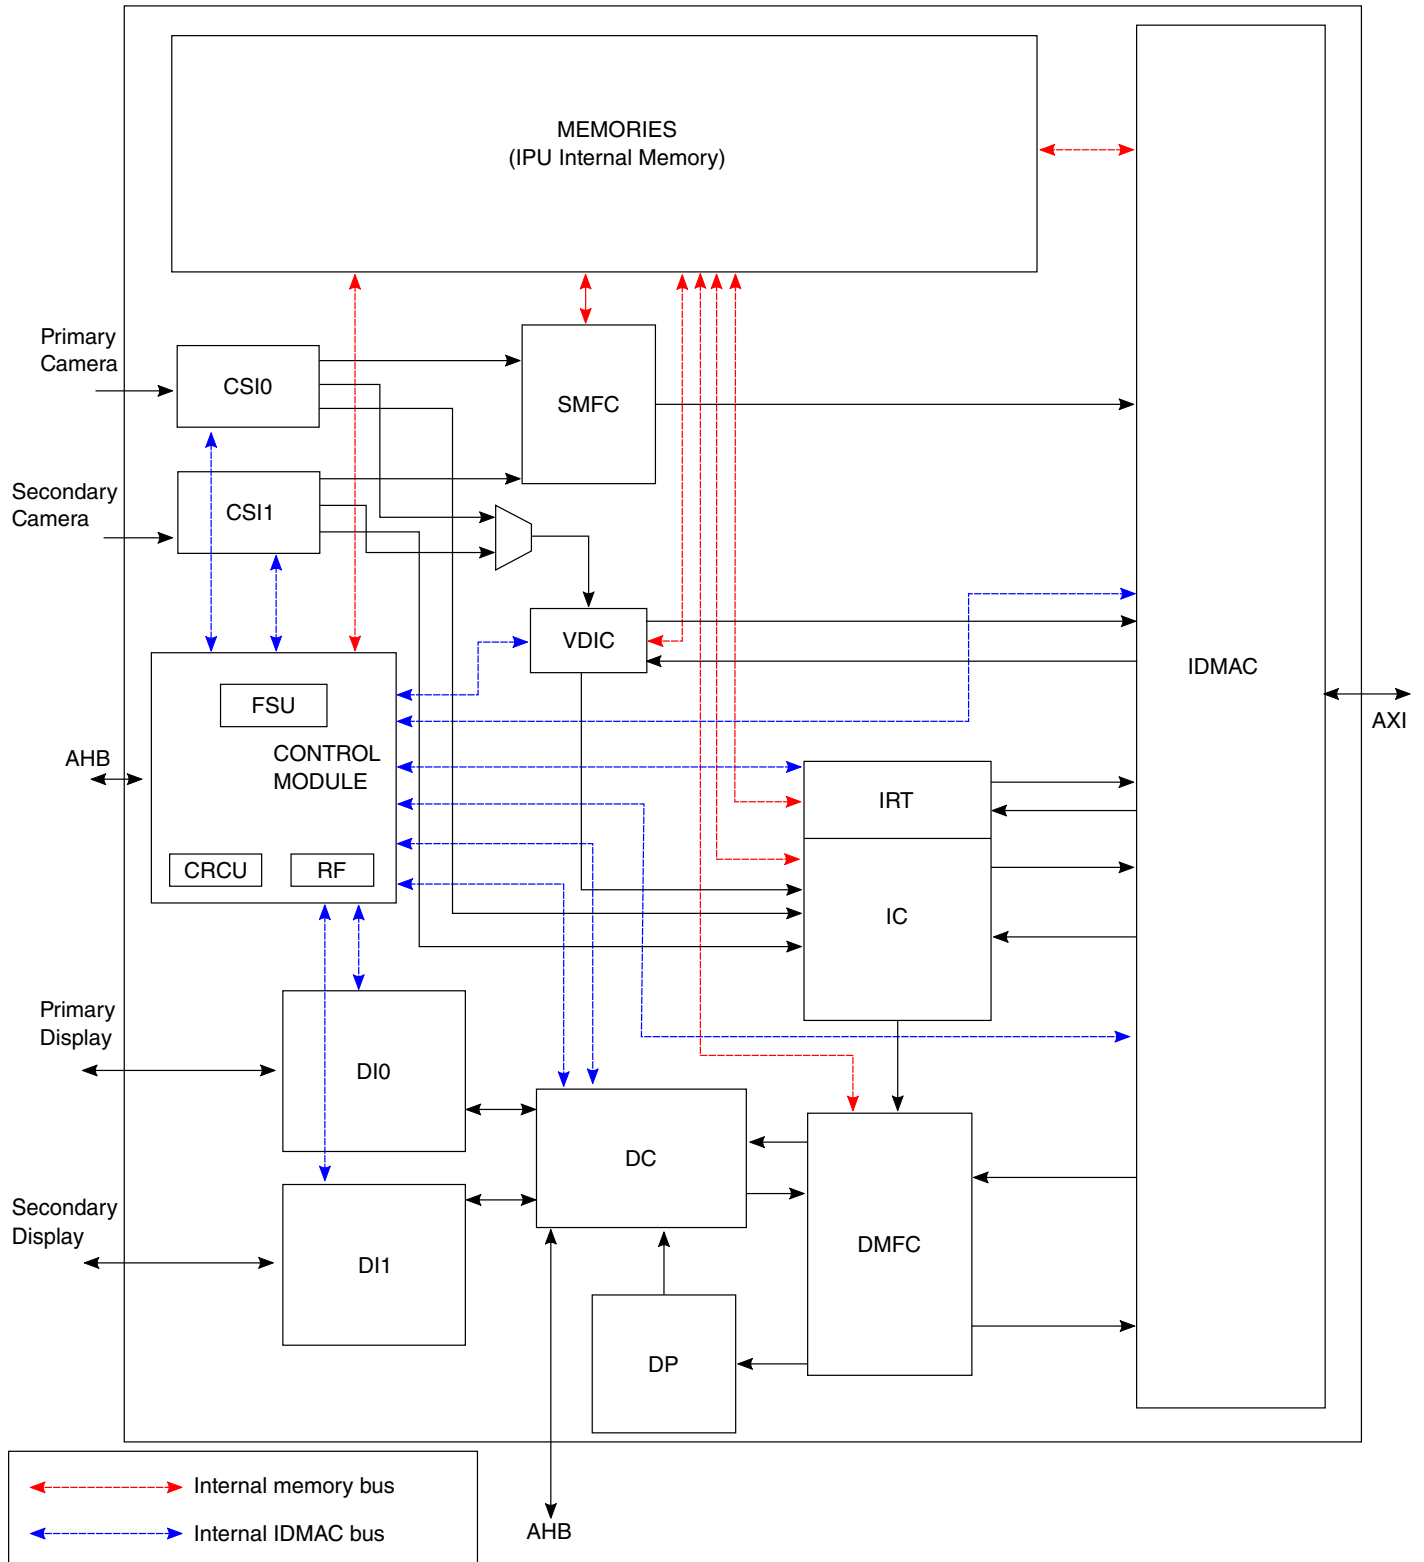 MEMORIES
(IPU Internal Memory)
Primary
Camera
CSI0
SMFC
Secondary
Camera
CSI1
VDIC
IDMAC
FSU
AXI
CONTROL
MODULE
AHB
IRT
CRCU
RF
IC
Primary
Display
DI0
DC
Secondary
Display
DMFC
DI1
DP
Internal memory bus
Internal IDMAC bus
AHB